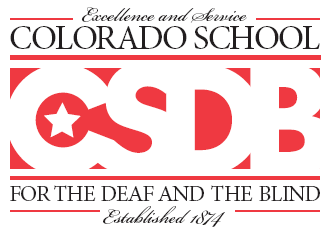 Excellence and Service
COLORADO SCHOOL
CSDB
FOR THE DEAF AND THE BLIND
Established 1874